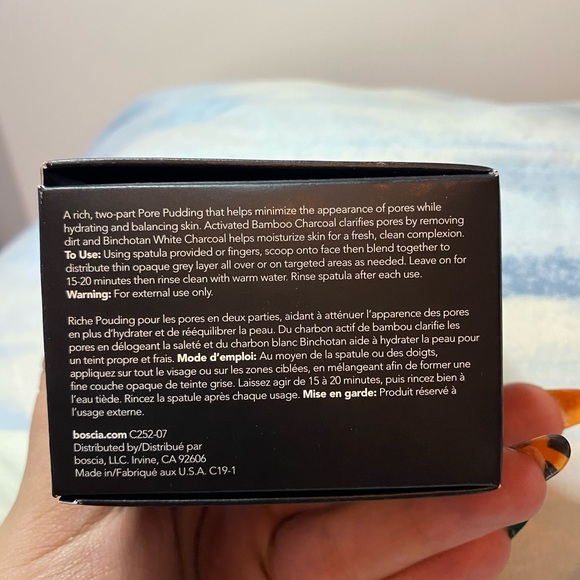 A rich, two-part Pore Pudding that helps minimize the appearance of pores while
hydrating and balancing skin. Activated Bamboo Charcoal clarifies pores by removing
dirt and Binchotan White Charcoal helps moisturize skin for a fresh, clean complexion.
To Use: Using spatula provided or fingers, scoop onto face then blend together to
distribute thin opaque grey layer all over or on targeted areas as needed. Leave on for
15-20 minutes then rinse clean with warm water. Rinse spatula after each use.
Warning: For external use only.
Riche Pouding pour les pores en deux parties, aidant à atténuer l'apparence des pores
en plus d'hydrater et de rééquilibrer la peau. Du charbon actif de bambou clarifie les
pores en délogeant la saleté et du charbon blanc Binchotan aide à hydrater la peau pour
un teint propre et frais. Mode d'emploi: Au moyen de la spatule ou des doigts,
appliquez sur tout le visage ou sur les zones ciblées, en mélangeant afin de former une
fine couche opaque de teinte grise. Laissez agir de 15 à 20 minutes, puis rincez bien à
l'eau tiède. Rincez la spatule après chaque usage. Mise en garde: Produit réservé à
l'usage externe.
boscia.com C252-07
Distributed by/Distribué par
boscia, LLC. Irvine, CA 92606
Made in/Fabriqué aux U.S.A. C19-1